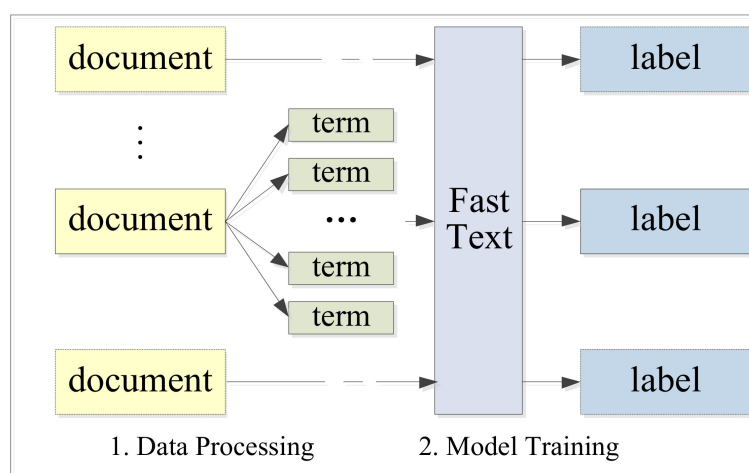 document
label
term
term
document
...
Fast
Text
label
term
term
document
label
1. Data Processing
2. Model Training